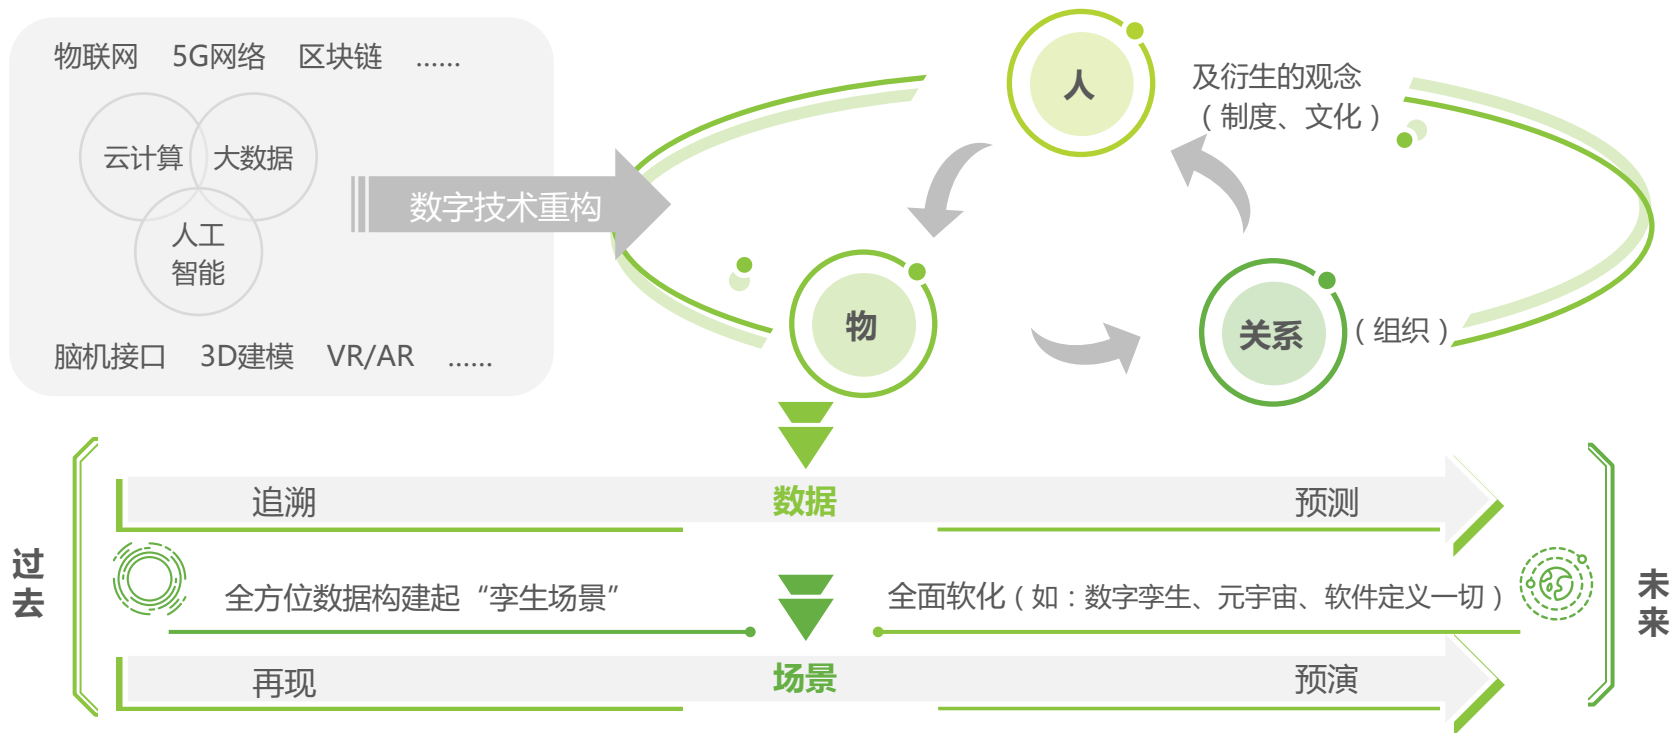 物联网 5G网络 区块链 ……
云计算 大数据
人工
智能
脑机接口 3D建模 VR/AR ……
数字技术重构
人
及衍生的观念
（制度、文化）
物
关系
（组织）
过
去
追溯 数据 预测
全方位数据构建起“孪生场景” 全面软化（如：数字孪生、元宇宙、软件定义一切）
再现 场景 预演
未
来